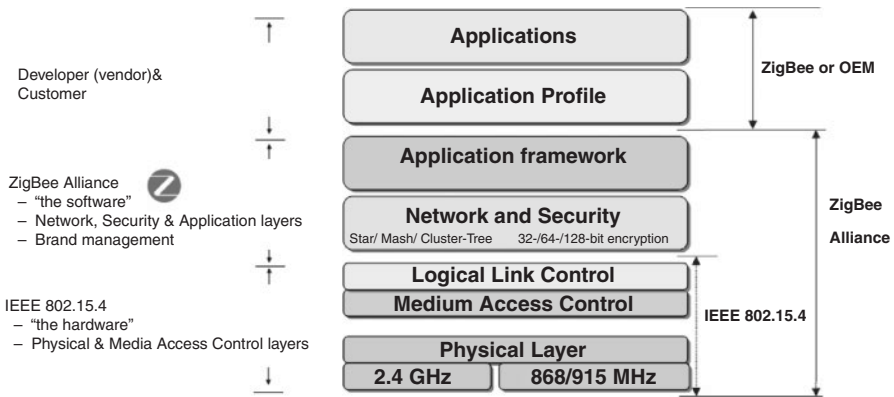 Applications
Developer (vendor)&
Customer
ZigBee or OEM
Application Profile
Application framework
ZigBee Alliance
– “the software”
– Network, Security & Application layers
– Brand management
Network and Security
Star/ Mash/ Cluster-Tree 32-/64-/128-bit encryption
ZigBee
Alliance
Logical Link Control
Medium Access Control
IEEE 802.15.4
– “the hardware”
– Physical & Media Access Control layers
IEEE 802.15.4
Physical Layer
2.4 GHz
868/915 MHz